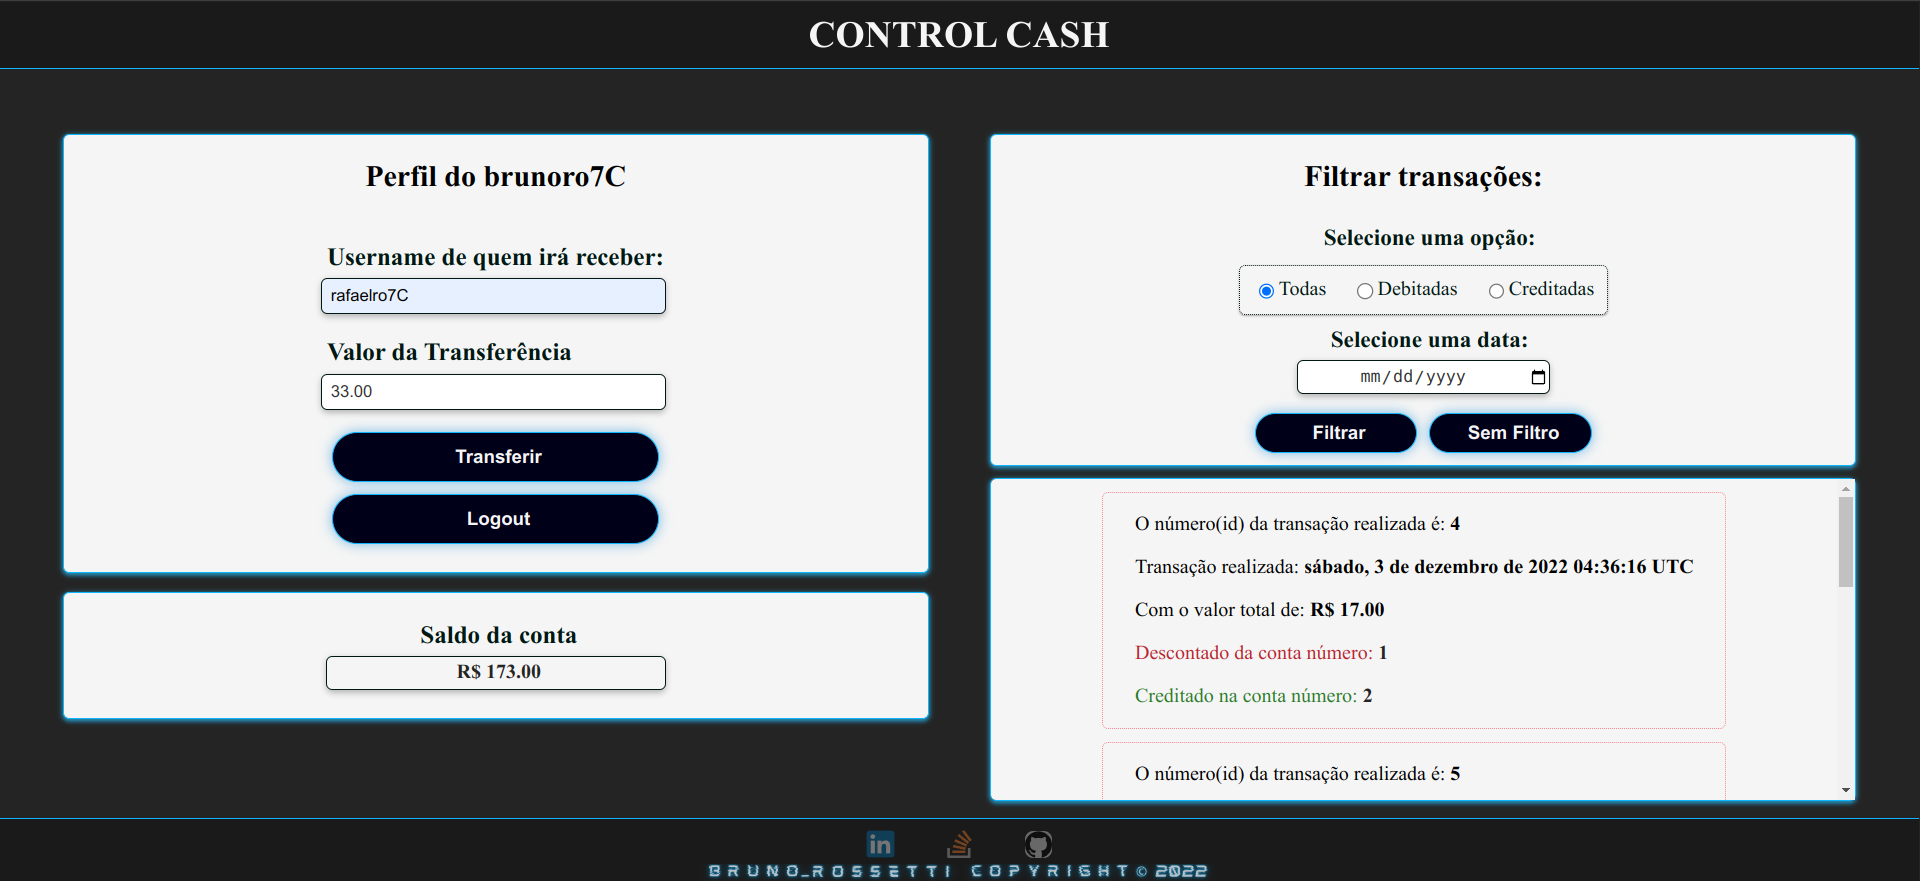 CONTROL CASH
Perfil do brunoro7C
Username de quem irá receber:
rafaelro7C
Valor da Transferência
33.00
Transferir
Logout
Saldo da conta
R$ 173.00
Filtrar transações:
Selecione uma opção:
Todas Debitadas Creditadas
Selecione uma data:
mm/dd/yyyy
Filtrar Sem Filtro
O número(id) da transação realizada é: 4
Transação realizada: sábado, 3 de dezembro de 2022 04:36:16 UTC
Com o valor total de: R$ 17.00
Descontado da conta número: 1
Creditado na conta número: 2
O número(id) da transação realizada é: 5
in
BRUNO_ROSSETTI COPYRIGHT© 2022